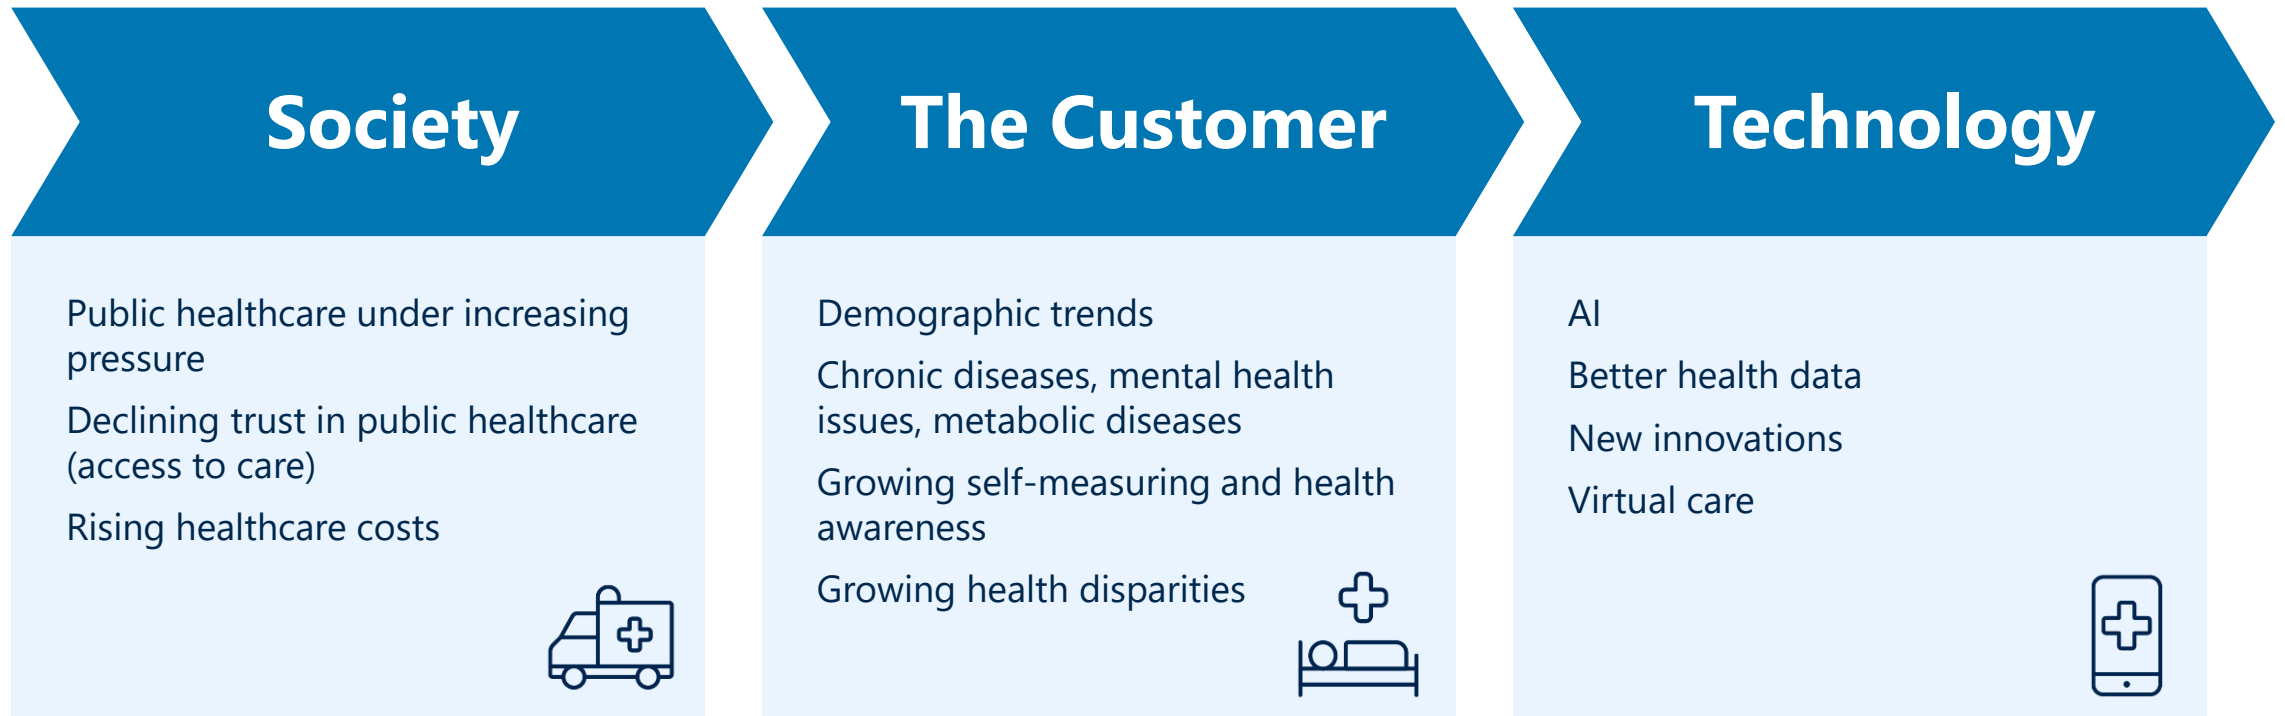 Society
Public healthcare under increasing
pressure
Declining trust in public healthcare
(access to care)
Rising healthcare costs
The Customer
Demographic trends
Chronic diseases, mental health
issues, metabolic diseases
Growing self-measuring and health
awareness
Growing health disparities
Technology
AI
Better health data
New innovations
Virtual care